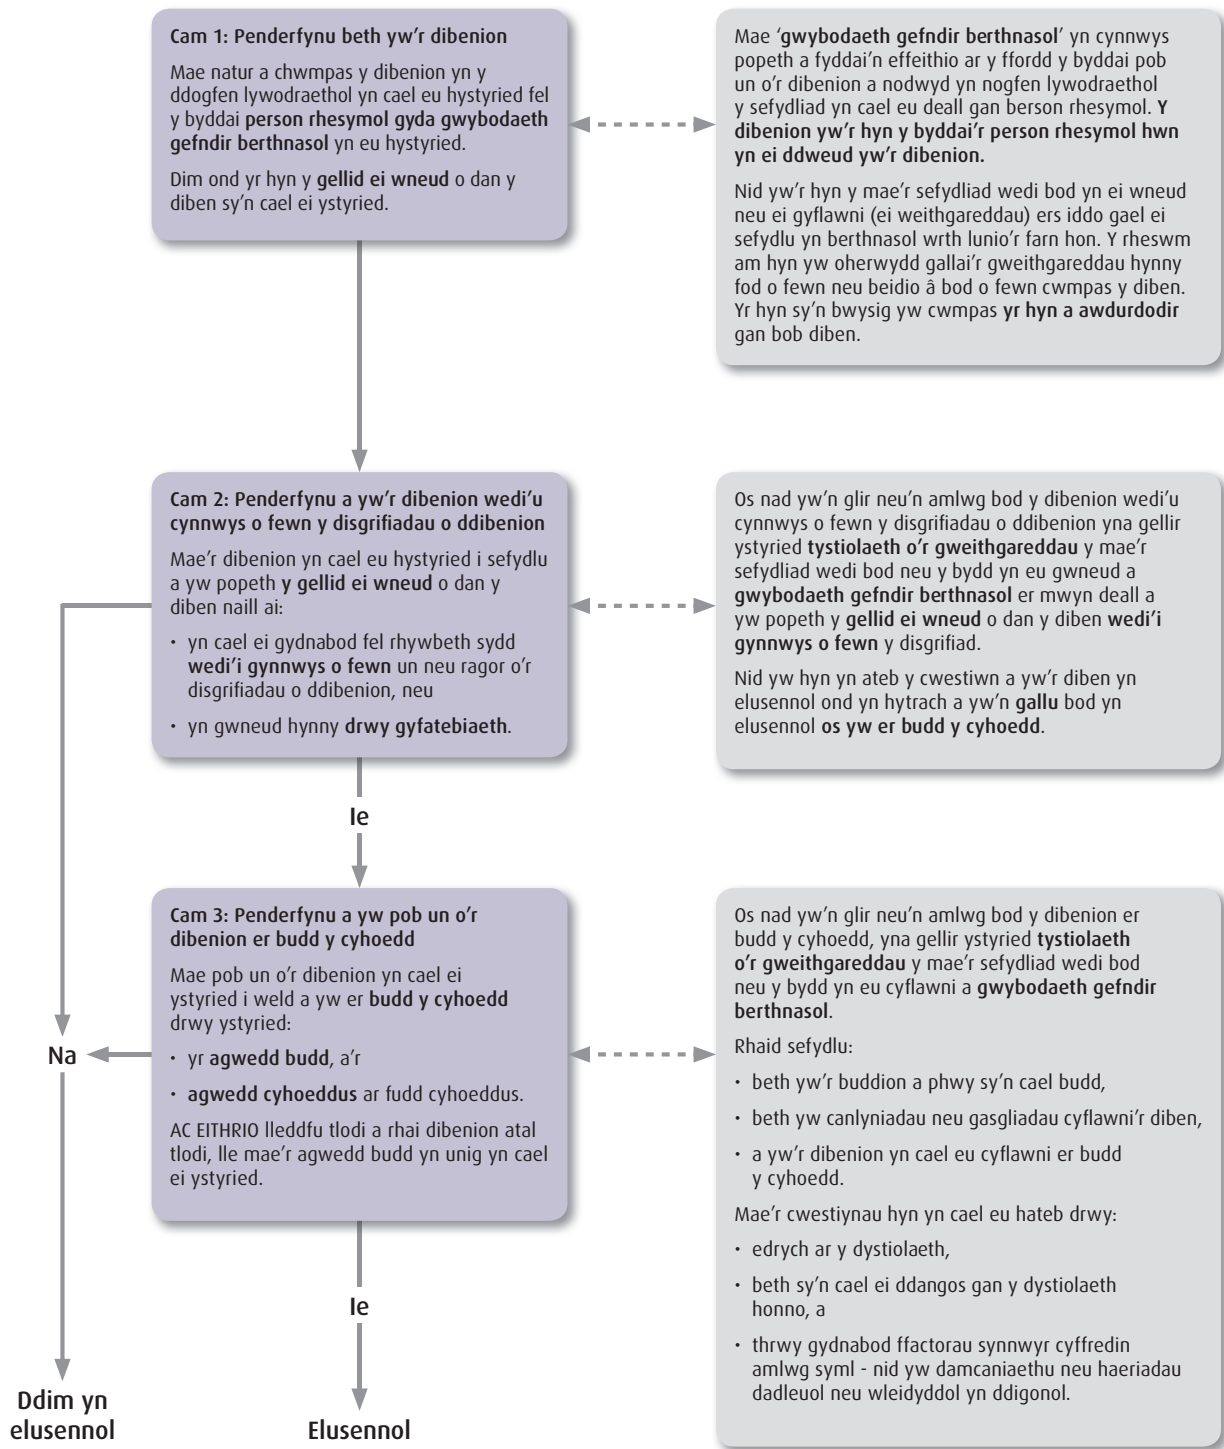 Cam 1: Penderfynu beth yw'r dibenion
Mae natur a chwmpas y dibenion yn y
ddogfen lywodraethol yn cael eu hystyried fel
y byddai person rhesymol gyda gwybodaeth
gefndir berthnasol yn eu hystyried.
Dim ond yr hyn y gellid ei wneud o dan y
diben sy'n cael ei ystyried.
Mae ‘gwybodaeth gefndir berthnasol’ yn cynnwys
popeth a fyddai'n effeithio ar y ffordd y byddai pob
un o'r dibenion a nodwyd yn nogfen lywodraethol
y sefydliad yn cael eu deall gan berson rhesymol. Y
dibenion yw'r hyn y byddai'r person rhesymol hwn
yn ei ddweud yw'r dibenion.
Nid yw'r hyn y mae'r sefydliad wedi bod yn ei wneud
neu ei gyflawni (ei weithgareddau) ers iddo gael ei
sefydlu yn berthnasol wrth lunio'r farn hon. Y rheswm
am hyn yw oherwydd gallai'r gweithgareddau hynny
fod o fewn neu beidio â bod o fewn cwmpas y diben.
Yr hyn sy'n bwysig yw cwmpas yr hyn a awdurdodir
gan bob diben.
Cam 2: Penderfynu a yw'r dibenion wedi'u
cynnwys o fewn y disgrifiadau o ddibenion
Mae'r dibenion yn cael eu hystyried i sefydlu
a yw popeth y gellid ei wneud o dan y
diben naill ai:
• yn cael ei gydnabod fel rhywbeth sydd
wedi'i gynnwys o fewn un neu ragor o'r
disgrifiadau o ddibenion, neu
• yn gwneud hynny drwy gyfatebiaeth.
Os nad yw'n glir neu'n amlwg bod y dibenion wedi'u
cynnwys o fewn y disgrifiadau o ddibenion yna gellir
ystyried tystiolaeth o'r gweithgareddau y mae'r
sefydliad wedi bod neu y bydd yn eu gwneud a
gwybodaeth gefndir berthnasol er mwyn deall a
yw popeth y gellid ei wneud o dan y diben wedi'i
gynnwys o fewn y disgrifiad.
Nid yw hyn yn ateb y cwestiwn a yw'r diben yn
elusennol ond yn hytrach a yw'n gallu bod yn
elusennol os yw er budd y cyhoedd.
Ie
Cam 3: Penderfynu a yw pob un o'r
dibenion er budd y cyhoedd
Mae pob un o'r dibenion yn cael ei
ystyried i weld a yw er budd y cyhoedd
drwy ystyried:
• yr agwedd budd, a'r
• agwedd cyhoeddus ar fudd cyhoeddus.
AC EITHRIO lleddfu tlodi a rhai dibenion atal
tlodi, lle mae'r agwedd budd yn unig yn cael
ei ystyried.
Na
Os nad yw'n glir neu'n amlwg bod y dibenion er
budd y cyhoedd, yna gellir ystyried tystiolaeth
o'r gweithgareddau y mae'r sefydliad wedi bod
neu y bydd yn eu cyflawni a gwybodaeth gefndir
berthnasol.
Rhaid sefydlu:
• beth yw'r buddion a phwy sy'n cael budd,
• beth yw canlyniadau neu gasgliadau cyflawni'r diben,
• a yw'r dibenion yn cael eu cyflawni er budd
y cyhoedd.
Mae'r cwestiynau hyn yn cael eu hateb drwy:
• edrych ar y dystiolaeth,
• beth sy'n cael ei ddangos gan y dystiolaeth
honno, a
• thrwy gydnabod ffactorau synnwyr cyffredin
amlwg syml - nid yw damcaniaethu neu haeriadau
dadleuol neu wleidyddol yn ddigonol.
Ie
Ddim yn
elusennol
Elusennol